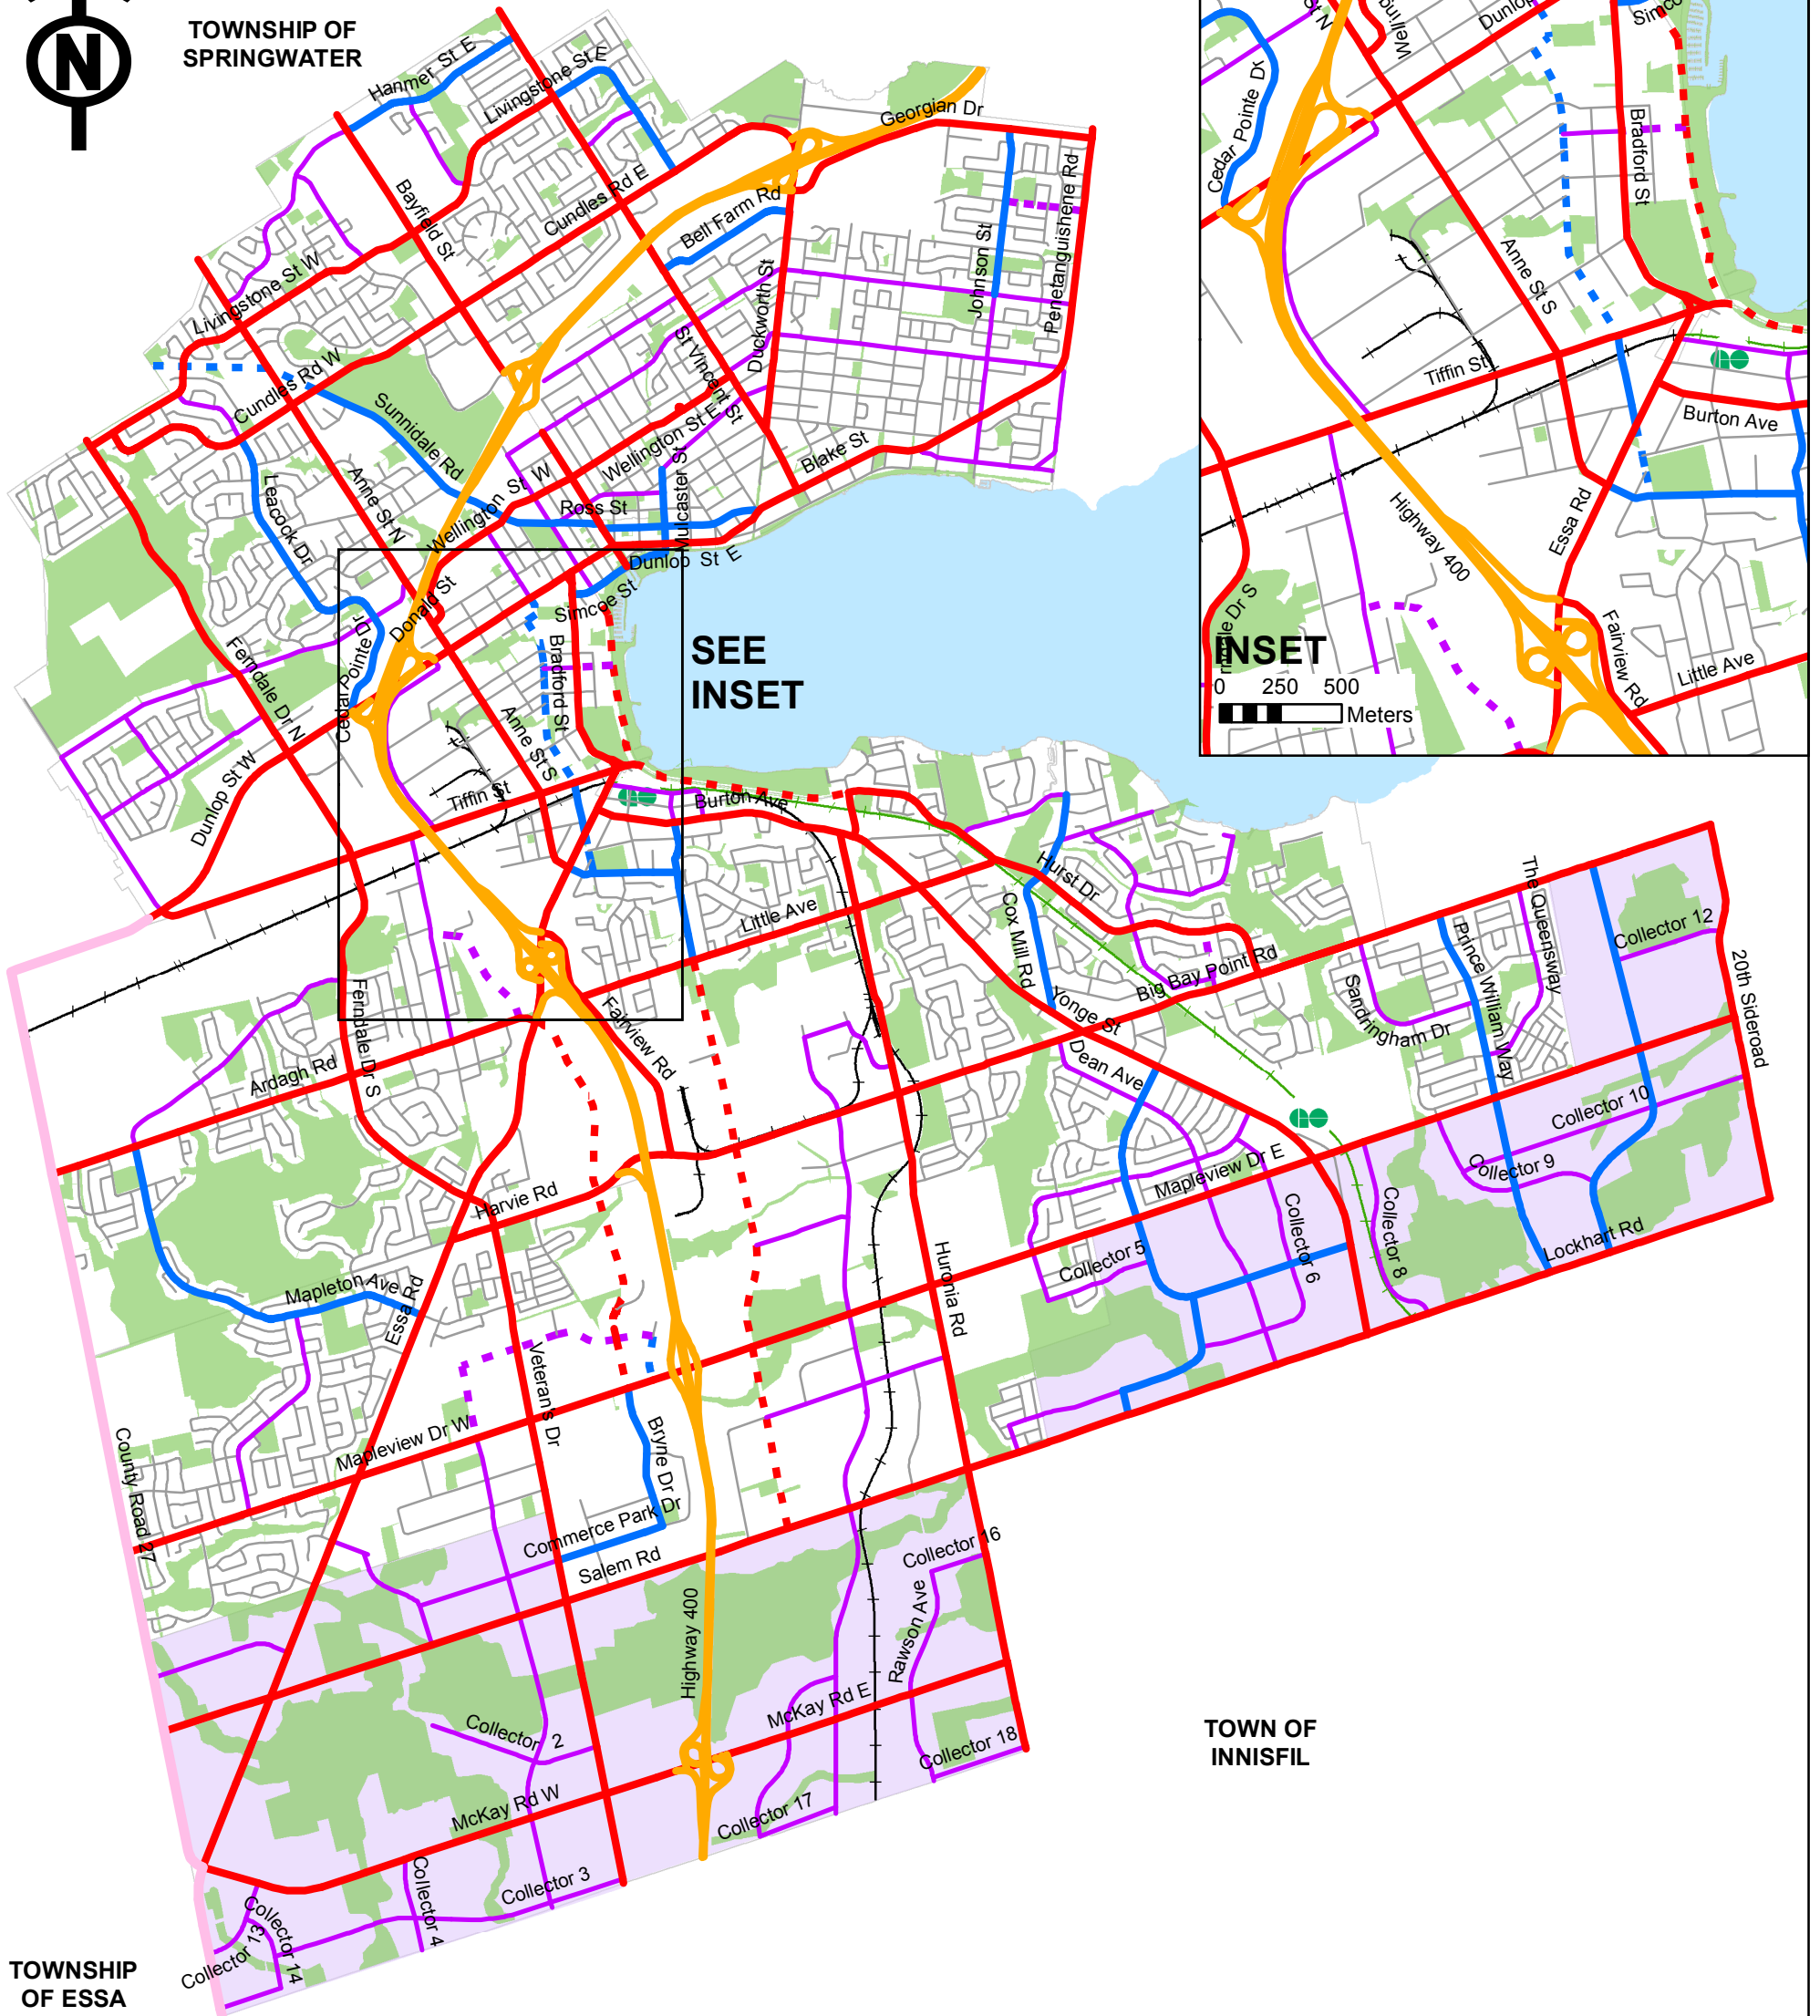 N
TOWNSHIP OF
SPRINGWATER
Hanmer St E
Livingstone St E
Georgian Dr
Bayfield St
Cundles Rd E
Bell Farm Rd
Penetanguishene Rd
Johnson St
Duckworth St
St Vincent St
Livingstone St W
Cundles Rd W
Sunnidale Rd
Wellington St E
Wellington St W
Mulcaster St
Blake St
Ross St
Anne St N
Leacock Dr
Dunlop St E
Donald St
Simcoe St
Cedar Pointe Dr
Ferndale Dr N
Bradford St
Anne St S
Dunlop St W
Tiffin St
SEE
INSET
Burton Ave
Little Ave
Hurst Dr
Cox Mill Rd
Big Bay Point Rd
Yonge St
Dean Ave
Sandringham Dr
Prince William Way
The Queensway
Collector 12
20th Sideroad
Collector 10
Collector 9
Collector 8
Lockhart Rd
Mapleview Dr E
Collector 6
Collector 5
Fairview Rd
Ferndale Dr S
Ardagh Rd
Harvie Rd
Huronia Rd
Mapleton Ave
Essa Rd
Veteran's Dr
Bryne Dr
Mapleview Dr W
County Road 27
Commerce Park Dr
Salem Rd
Highway 400
Collector 16
Rawson Ave
McKay Rd E
Collector 18
Collector 17
Collector 2
McKay Rd W
Collector 3
Collector 4
Collector 13
Collector 14
TOWN OF
INNISFIL
TOWNSHIP
OF ESSA
St N
Cedar Pointe Dr
Bradford St
Anne St S
Tiffin St
Burton Ave
Highway 400
Essa Rd
Fairview Rd
Little Ave
Dr S
INSET
0 250 500
Meters